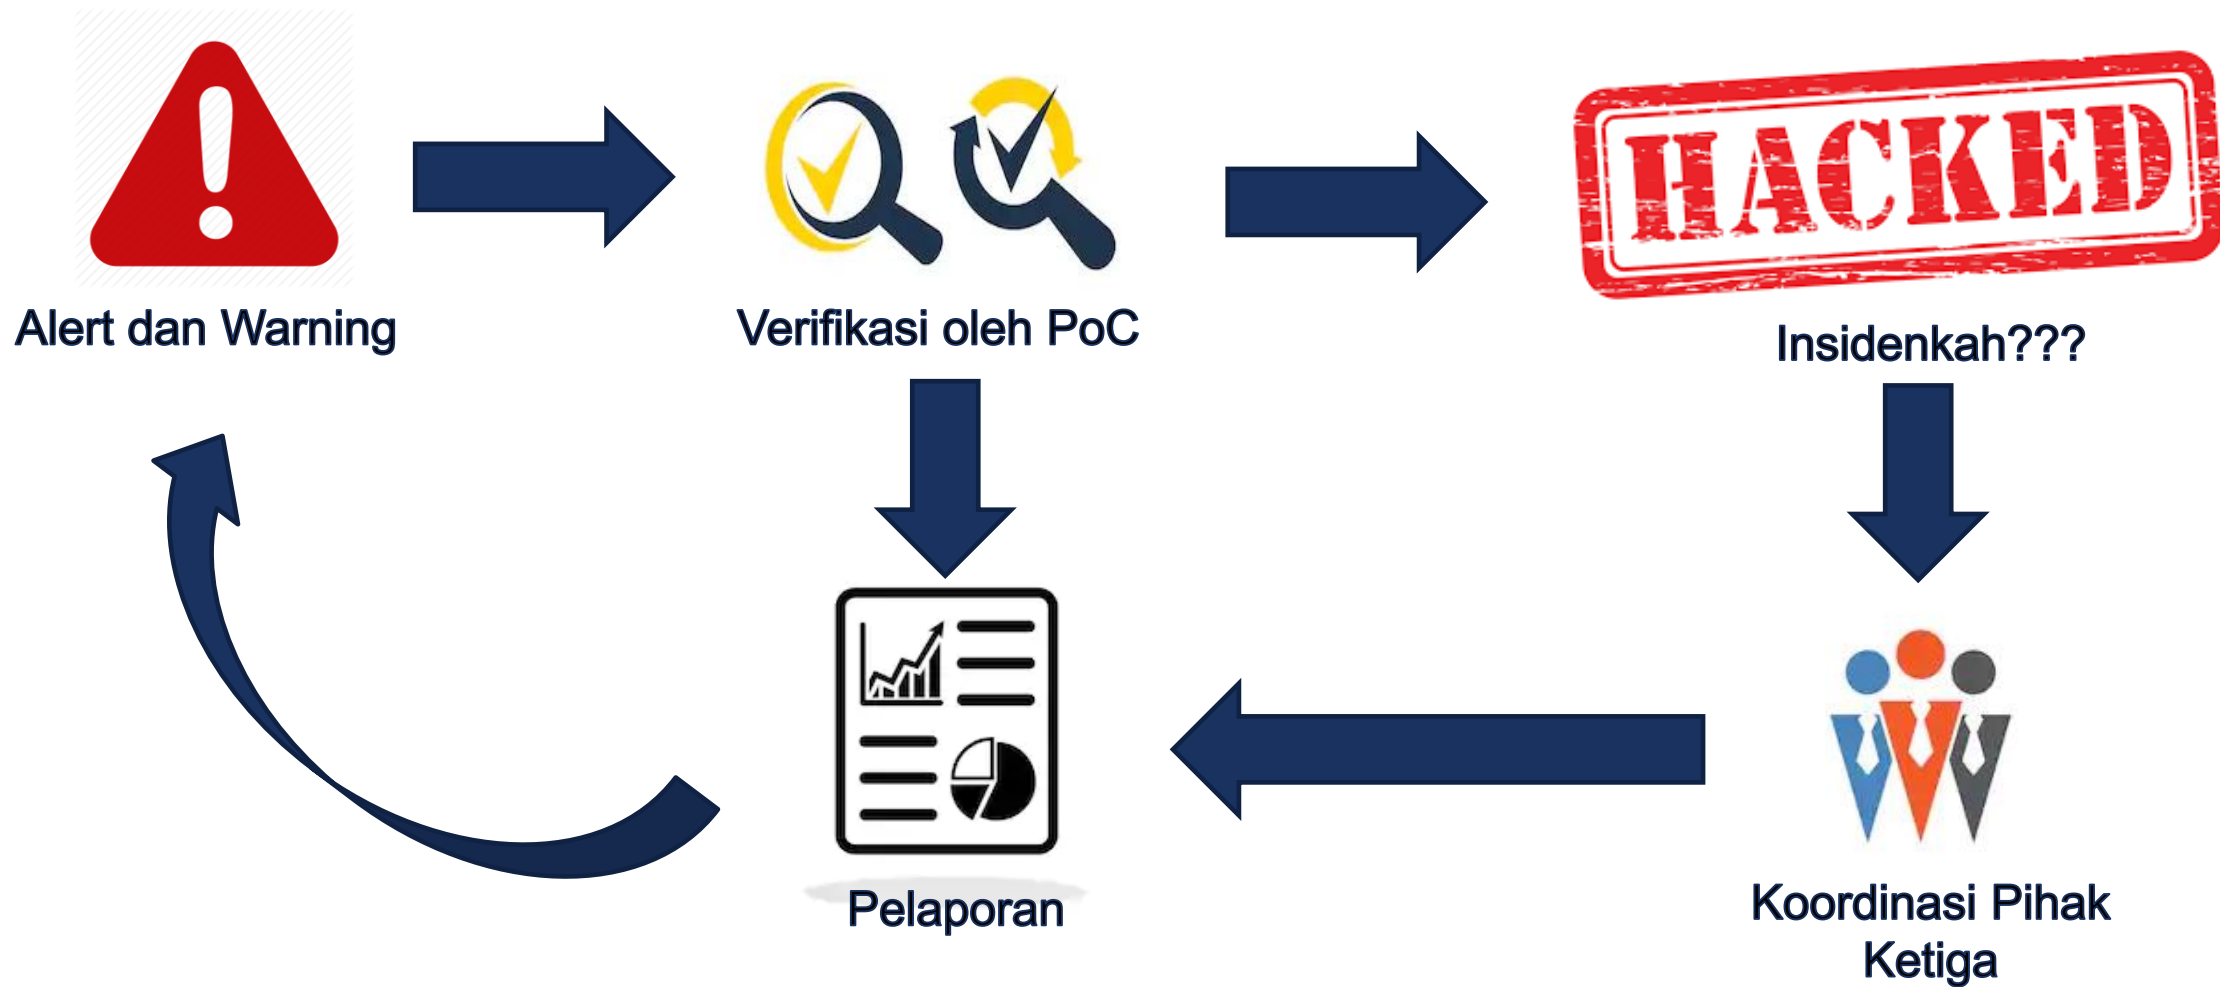 HACKED
Alert dan Warning
Verifikasi oleh PoC
Insidenkah???
Pelaporan
Koordinasi Pihak
Ketiga